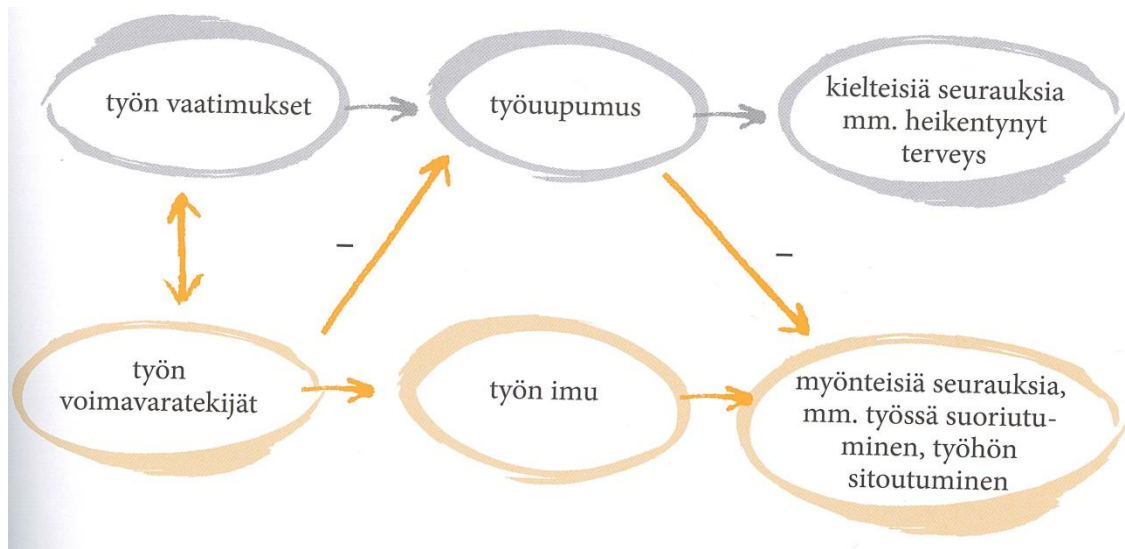 työn vaatimukset
työuupumus
kielteisiä seurauksia
mm. heikentynyt
terveys
–
–
työn
voimavaratekijät
työn imu
myönteisiä seurauksia,
mm. työssä suoriutu-
minen, työhön
sitoutuminen